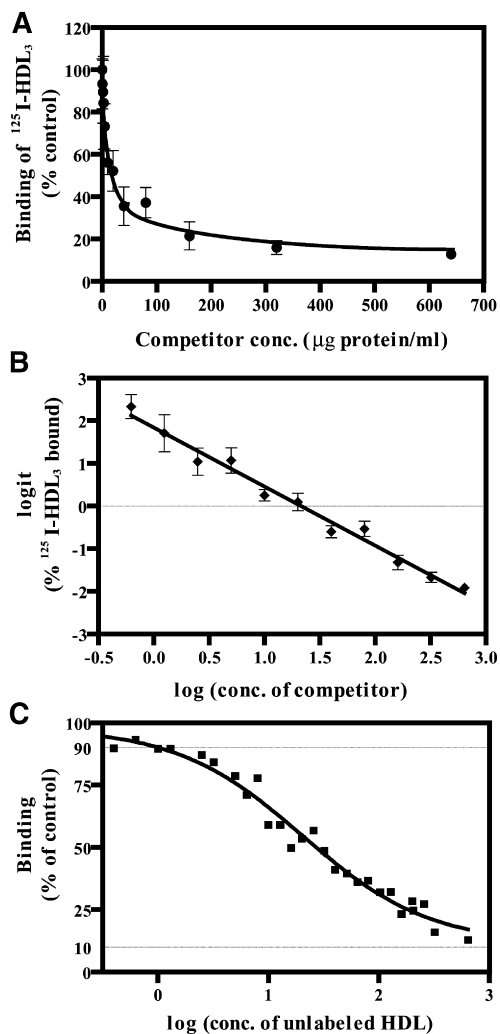 A
120
100
80
60
40
20
0
Binding of ¹²⁵I-HDL₃
(% control)
0 100 200 300 400 500 600 700
Competitor conc. (μg protein/ml)
B
3
2
1
0
-1
-2
-3
logit
(% ¹²⁵I-HDL₃ bound)
-0.5 0.0 0.5 1.0 1.5 2.0 2.5 3.0
log (conc. of competitor)
C
100
90
75
50
25
10
0
Binding
(% of control)
0 1 2 3
log (conc. of unlabeled HDL)